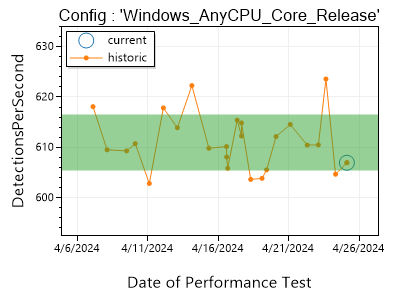 Config : 'Windows_AnyCPU_Core_Release'
current
historic
DetectionsPerSecond
630
620
610
600
4/6/2024
4/11/2024
4/16/2024
4/21/2024
4/26/2024
Date of Performance Test